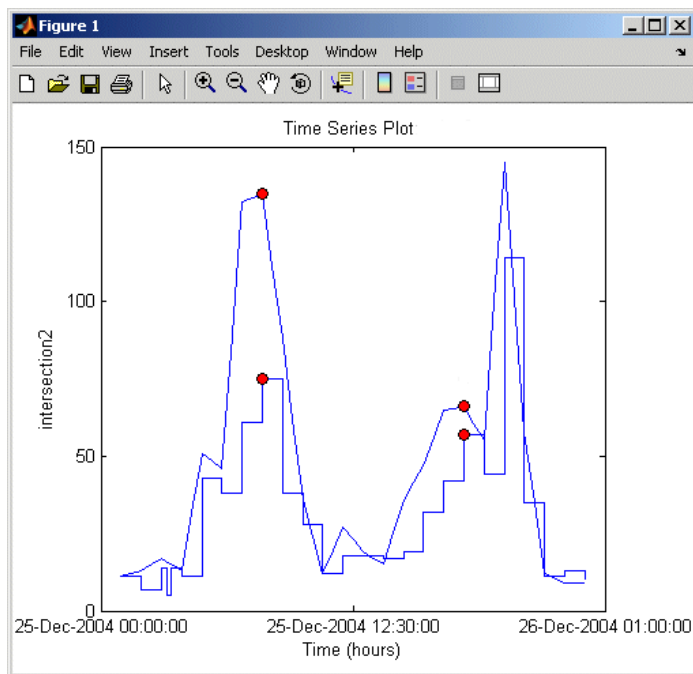 Figure 1
File Edit View Insert Tools Desktop Window Help
Time Series Plot
150
100
50
0
intersection2
25-Dec-2004 00:00:00 25-Dec-2004 12:30:00 26-Dec-2004 01:00:00
Time (hours)